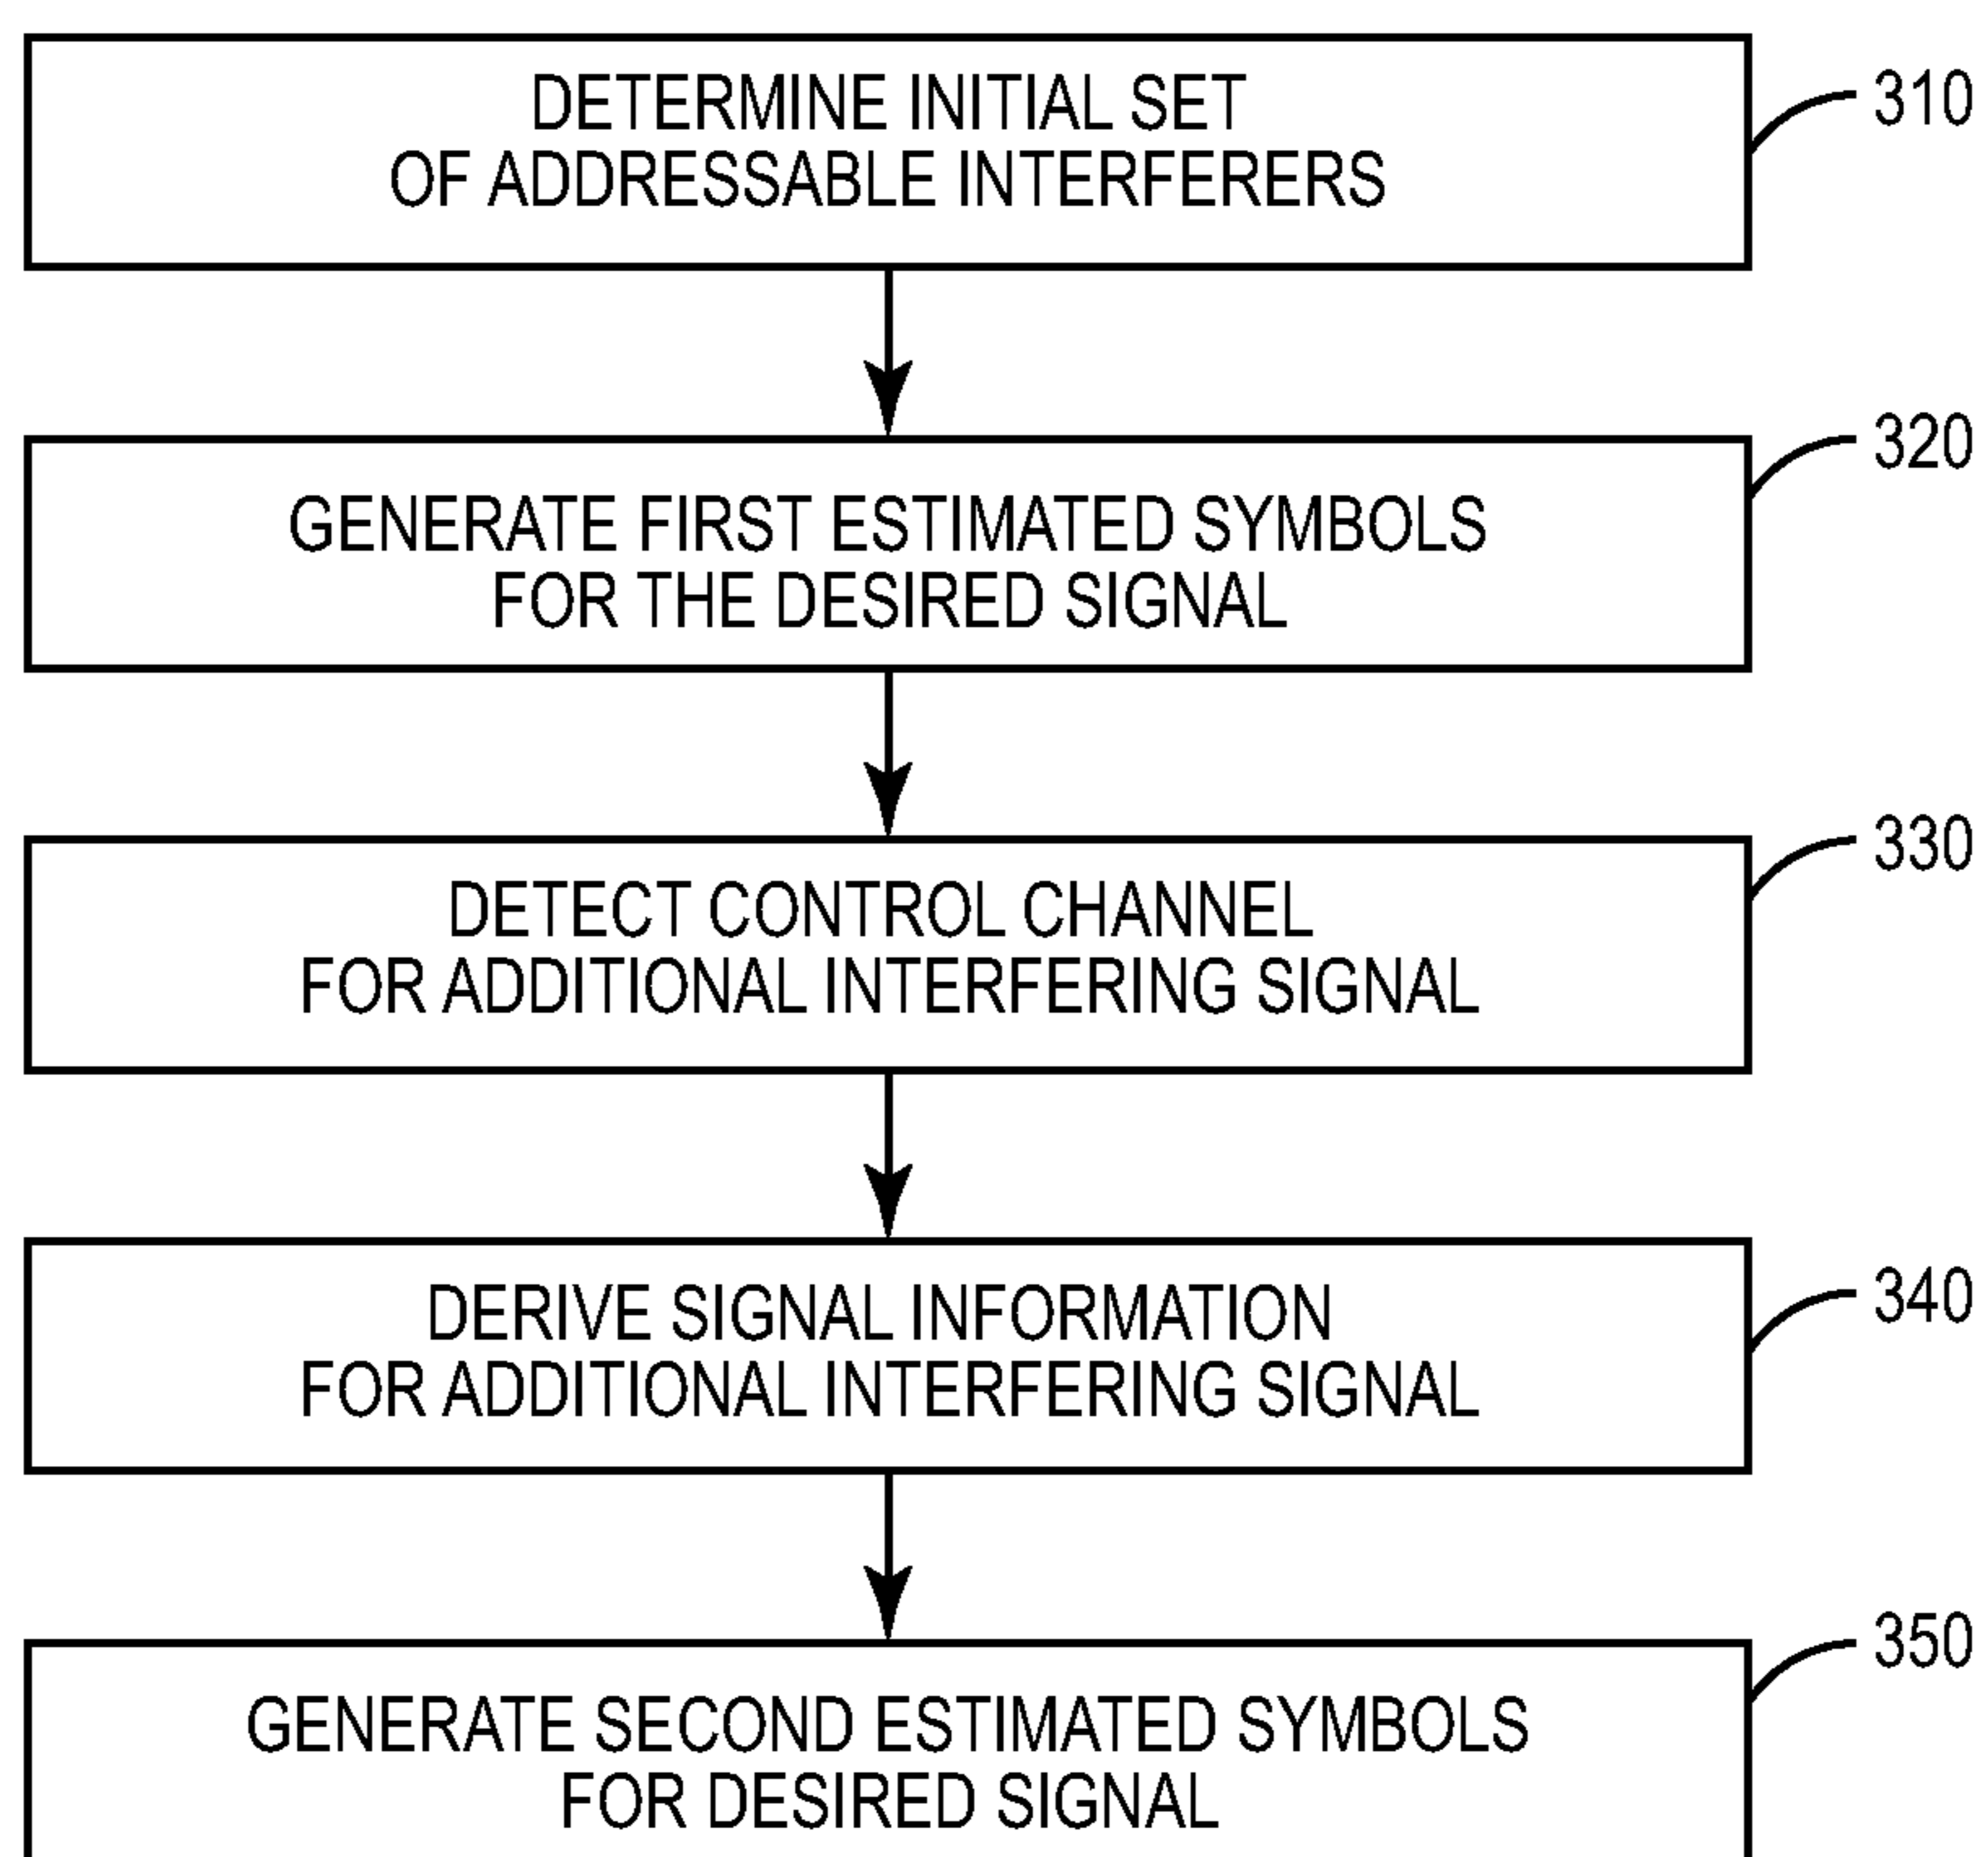 DETERMINE INITIAL SET
OF ADDRESSABLE INTERFERERS
310
GENERATE FIRST ESTIMATED SYMBOLS
FOR THE DESIRED SIGNAL
320
DETECT CONTROL CHANNEL
FOR ADDITIONAL INTERFERING SIGNAL
330
DERIVE SIGNAL INFORMATION
FOR ADDITIONAL INTERFERING SIGNAL
340
GENERATE SECOND ESTIMATED SYMBOLS
FOR DESIRED SIGNAL
350